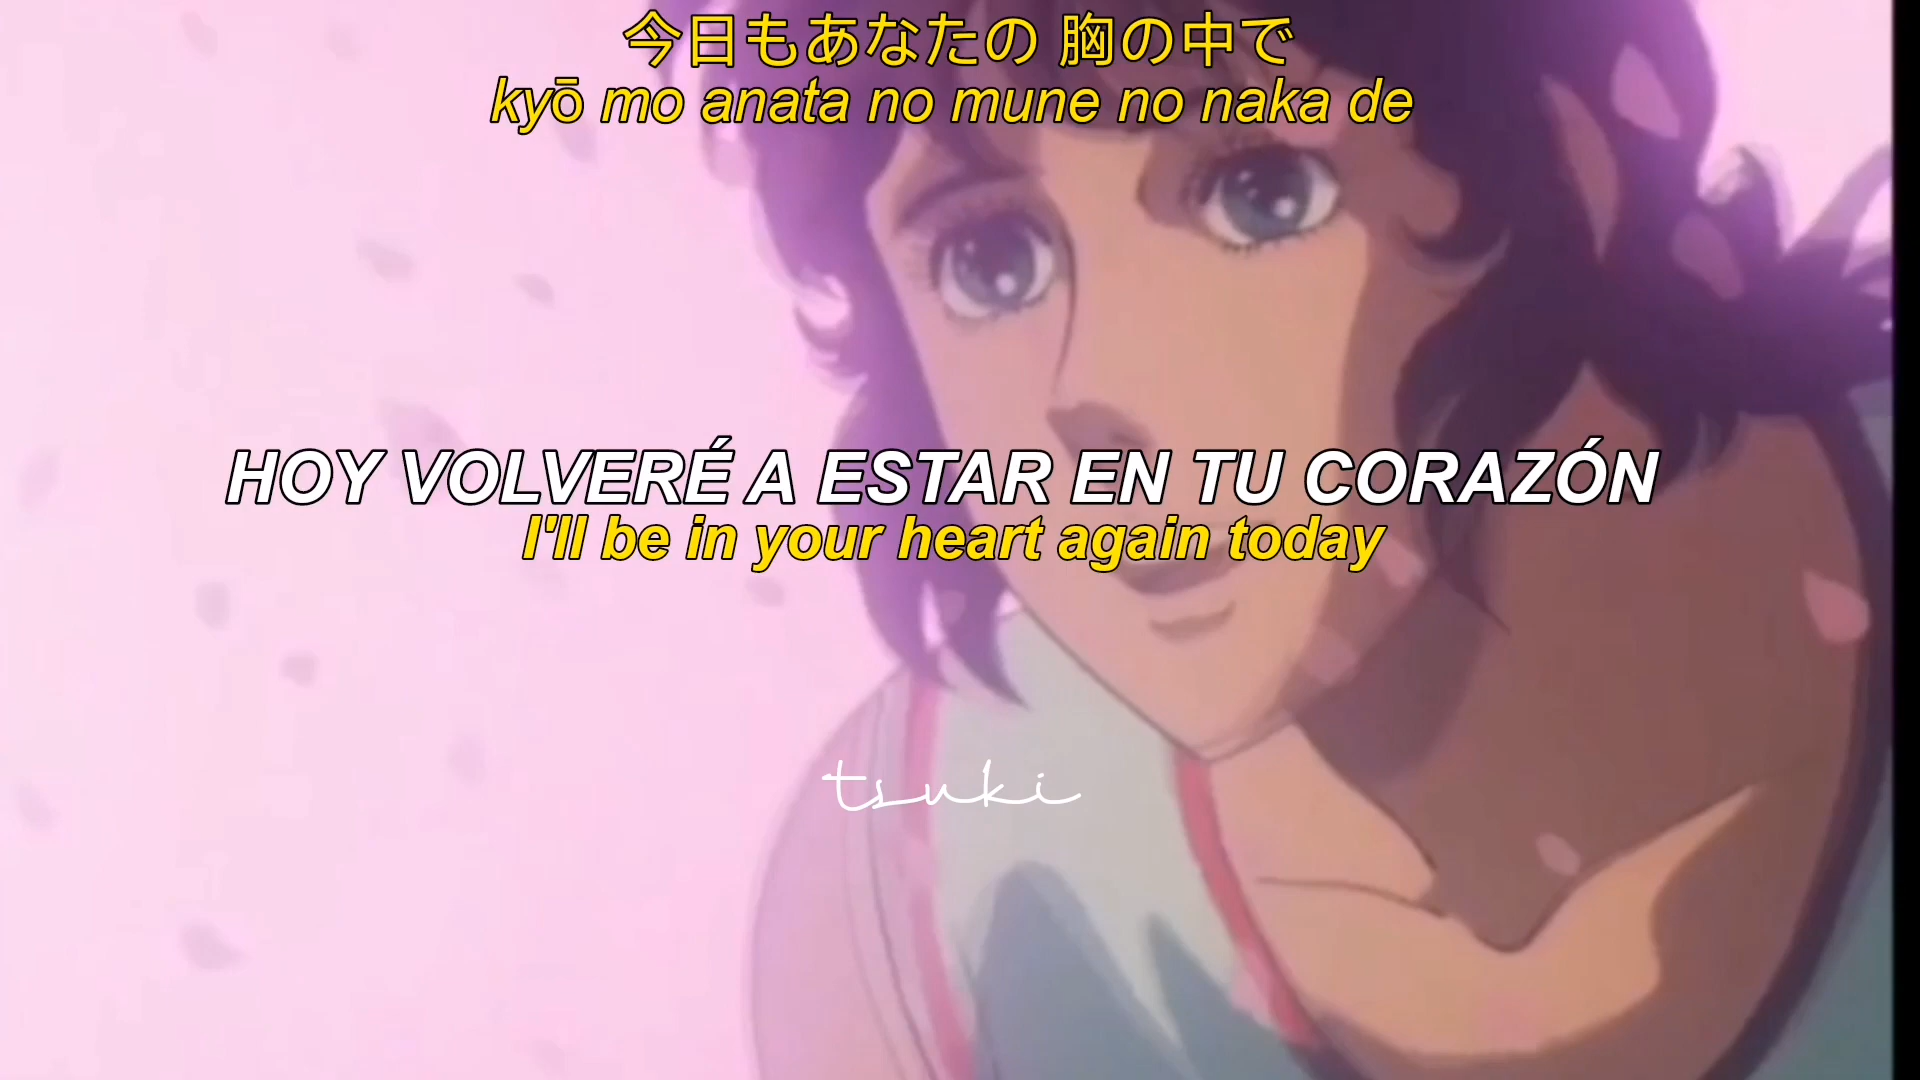 今日もあなたの 胸の中で
kyō mo anata no mune no naka de
HOY VOLVERÉ A ESTAR EN TU CORAZÓN
I'll be in your heart again today
tsuki